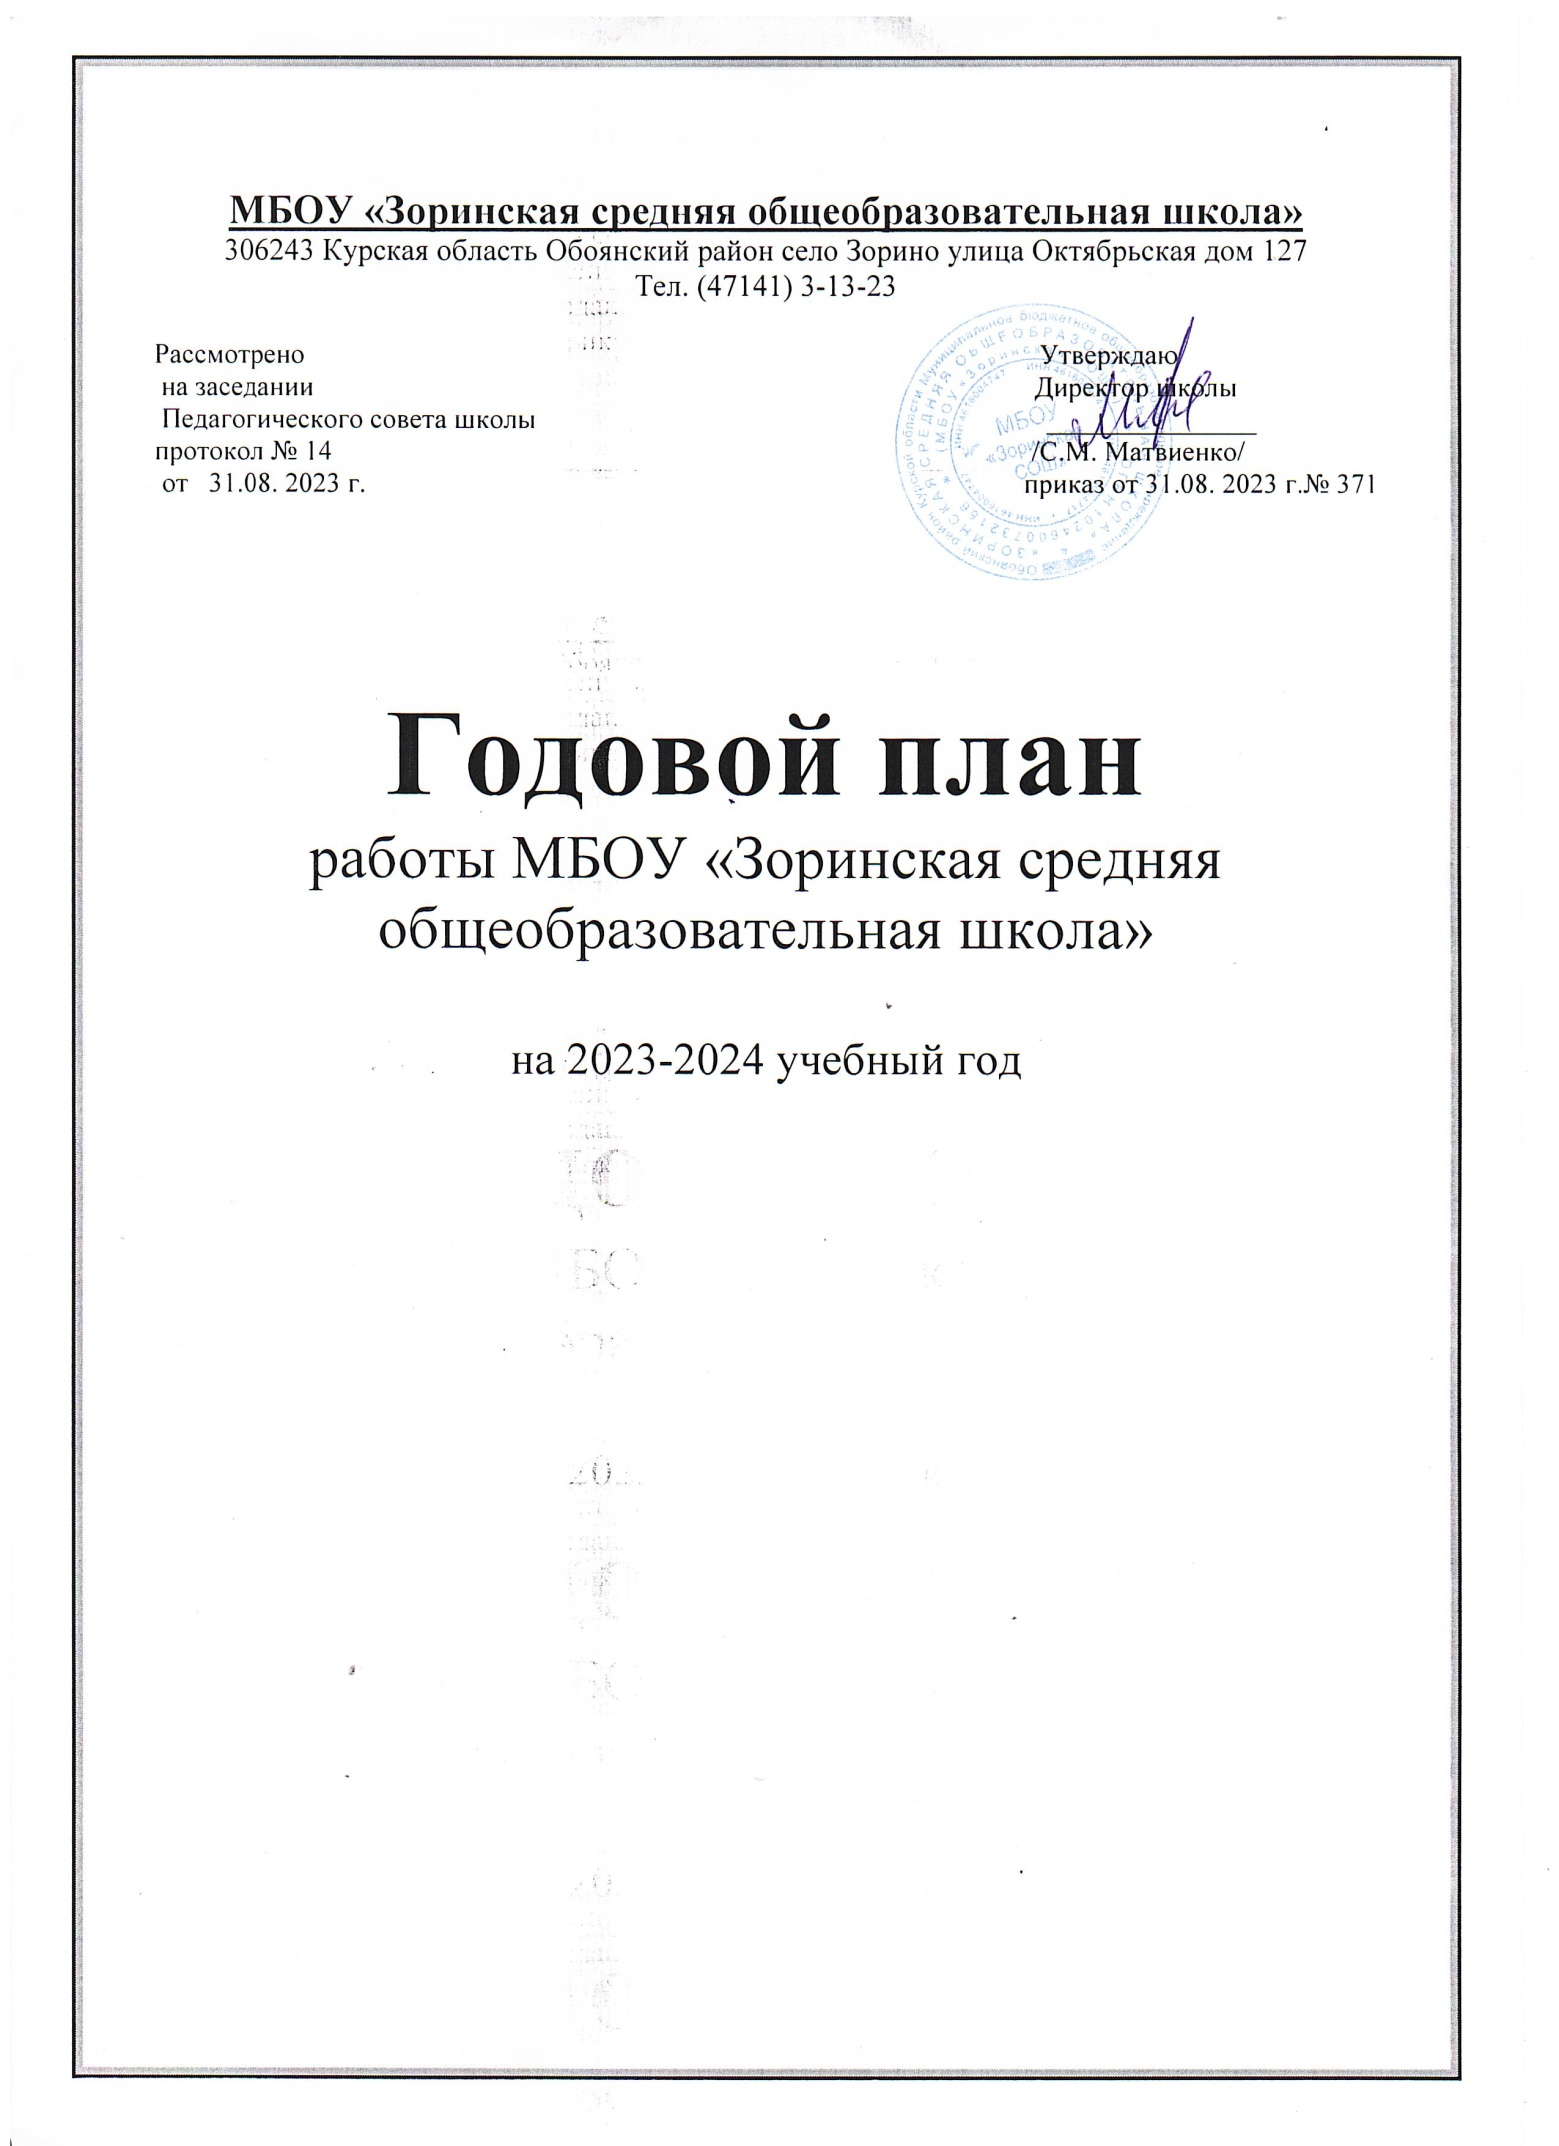 МБОУ «Зоринская средняя общеобразовательная школа»
306243 Курская область Обоянский район село Зорино улица Октябрьская дом 127
Тел. (47141) 3-13-23
Рассмотрено
на заседании
Педагогического совета школы
протокол № 14
от 31.08. 2023 г.
Утверждаю
Директор школы
/С.М. Матвиенко/
приказ от 31.08. 2023 г.№ 371
МБОУ
«Зоринская
СОШ»
Годовой план
работы МБОУ «Зоринская средняя
общеобразовательная школа»
на 2023-2024 учебный год